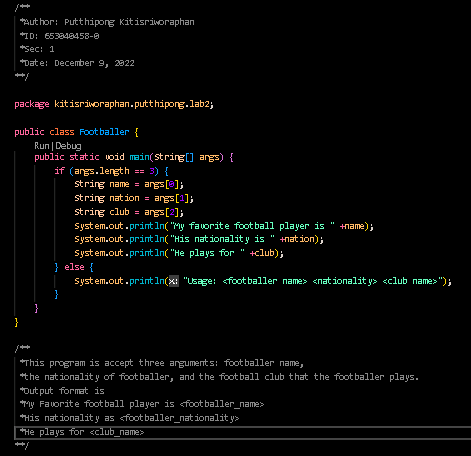 /**
*Author: Putthipong Kitisriworaphan
*ID: 653040458-0
*Sec: 1
*Date: December 9, 2022
**/
package kitisriworaphan.putthipong.lab2;
public class Footballer {
Run|Debug
public static void main(String[] args) {
if (args.length == 3) {
String name = args[0];
String nation = args[1];
String club = args[2];
System.out.println("My favorite football player is " +name);
System.out.println("His nationality is " +nation);
System.out.println("He plays for " +club);
} else {
System.out.println(x: "Usage: <footballer name> <nationality> <club name>");
}
}
}
/**
*This program is accept three arguments: footballer name,
*the nationality of footballer, and the football club that the footballer plays.
*Output format is
*My Favorite football player is <footballer_name>
*His nationality as <footballer_nationality>
*He plays for <club_name>
**/